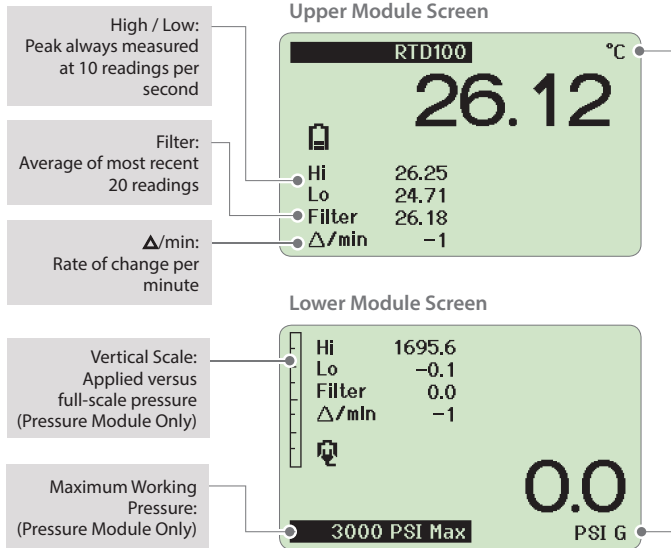 Upper Module Screen
High / Low:
Peak always measured
at 10 readings per
second
Filter:
Average of most recent
20 readings
Δ/min:
Rate of change per
minute
RTD100
°C
26.12
Hi 26.25
Lo 24.71
Filter 26.18
Δ/min -1
Lower Module Screen
Vertical Scale:
Applied versus
full-scale pressure
(Pressure Module Only)
Maximum Working
Pressure:
(Pressure Module Only)
Hi 1695.6
Lo -0.1
Filter 0.0
Δ/min -1
0.0
3000 PSI Max
PSI G